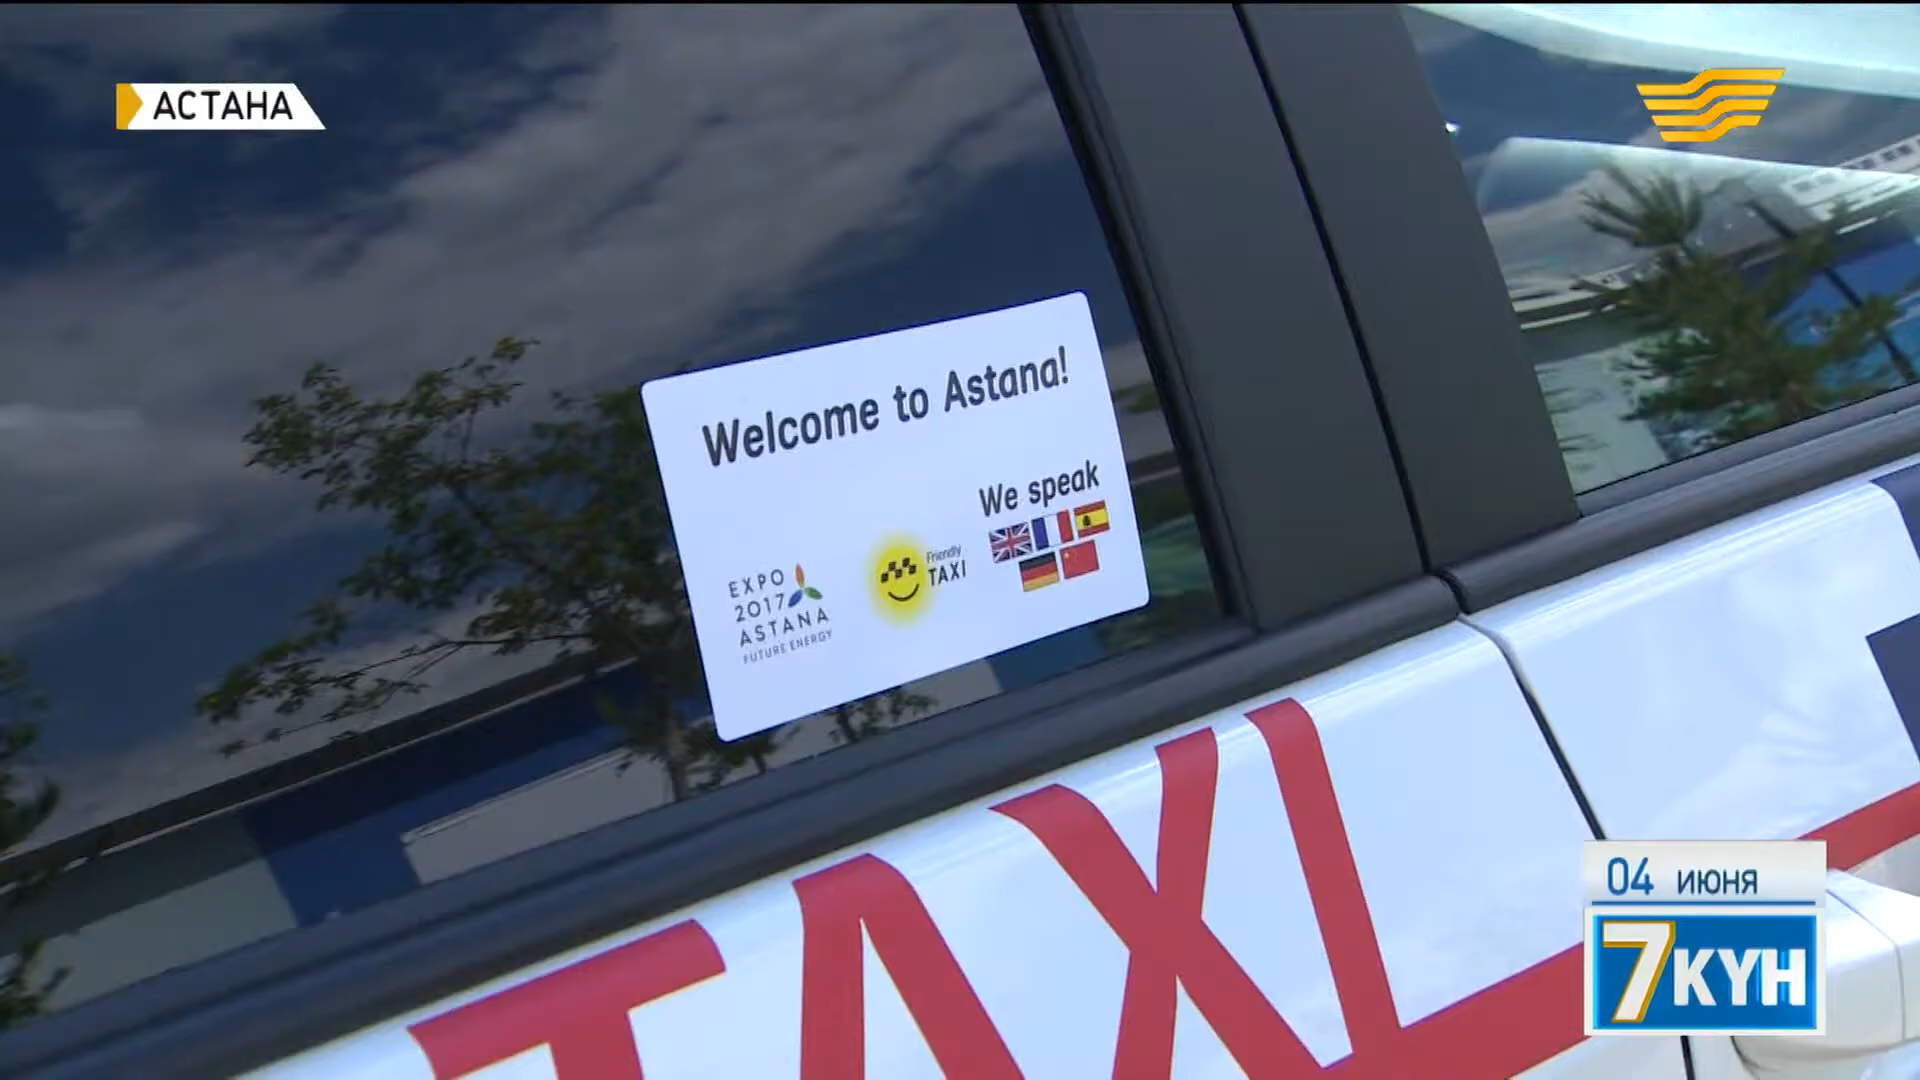 АСТАНА
Welcome to Astana!
We speak
EXPO
2017
ASTANA
FUTURE ENERGY
Friendly
TAXI
TAXI
04 ИЮНЯ
7КҮН